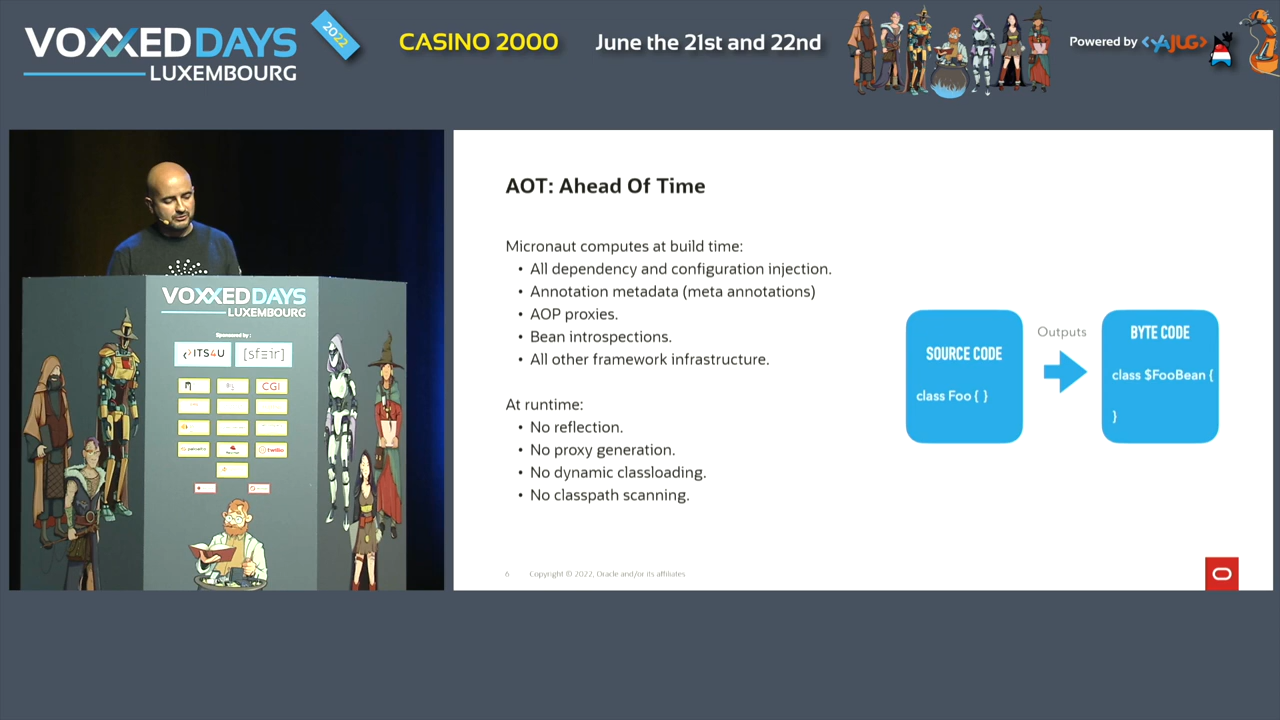 VOXXED DAYS
LUXEMBOURG
2022
CASINO 2000
June the 21st and 22nd
Powered by <YAJUG>
VOXXED DAYS
LUXEMBOURG
Sponsored by :
ITS4U
[sfeir]
CGI
twilio
AOT: Ahead Of Time
Micronaut computes at build time:
• All dependency and configuration injection.
• Annotation metadata (meta annotations)
• AOP proxies.
• Bean introspections.
• All other framework infrastructure.
At runtime:
• No reflection.
• No proxy generation.
• No dynamic classloading.
• No classpath scanning.
SOURCE CODE
class Foo { }
Outputs
BYTE CODE
class $FooBean {
}
6 Copyright © 2022, Oracle and/or its affiliates